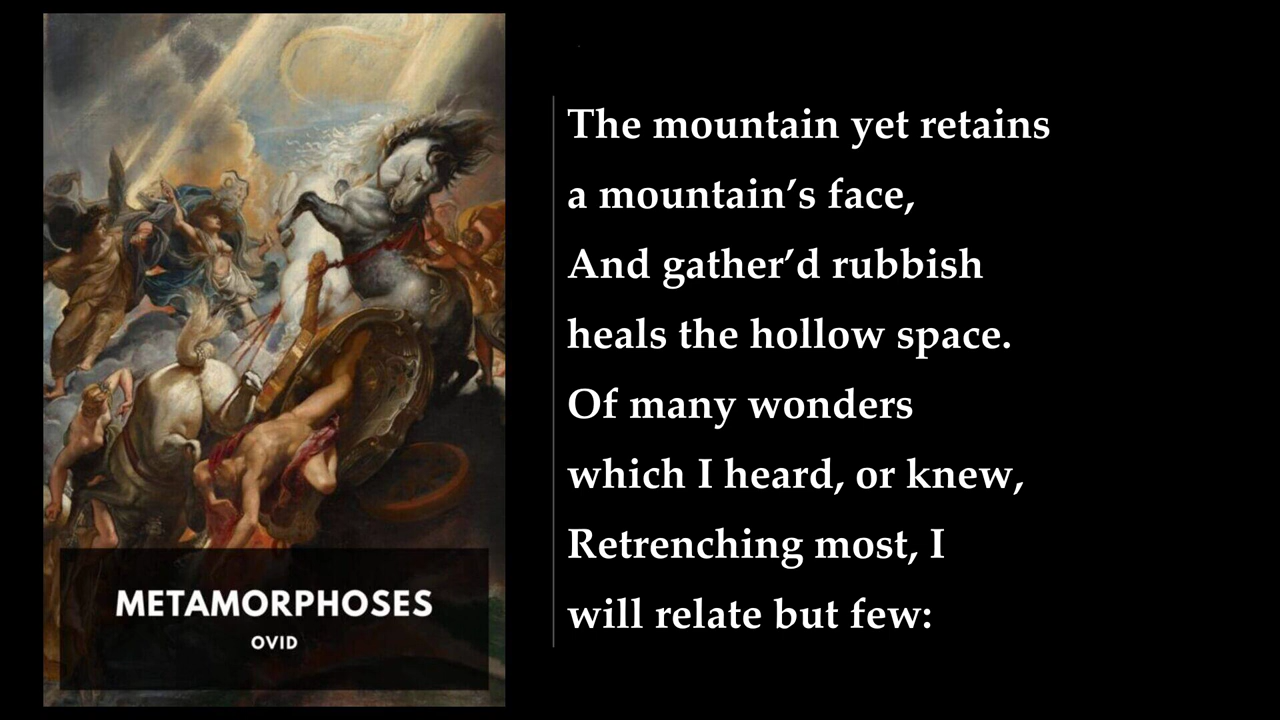 METAMORPHOSES
OVID
The mountain yet retains
a mountain’s face,
And gather’d rubbish
heals the hollow space.
Of many wonders
which I heard, or knew,
Retrenching most, I
will relate but few: